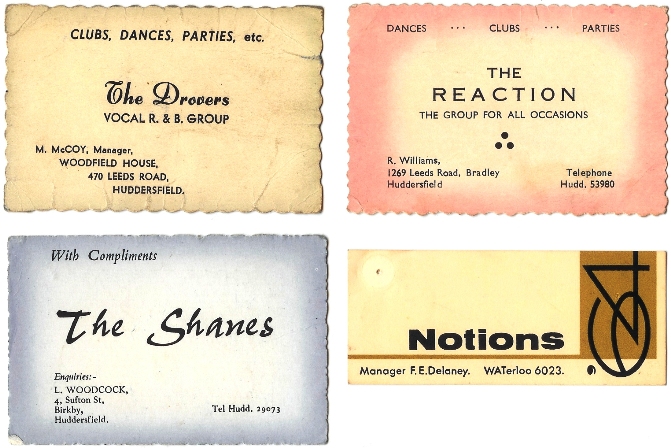 CLUBS, DANCES, PARTIES, etc.
The Drovers
VOCAL R. & B. GROUP
M. McCOY, Manager,
WOODFIELD HOUSE,
470 LEEDS ROAD,
HUDDERSFIELD.
DANCES ... CLUBS ... PARTIES
THE
REACTION
THE GROUP FOR ALL OCCASIONS
R. Williams,
1269 Leeds Road, Bradley Telephone
Huddersfield Hudd. 53980
With Compliments
The Shanes
Enquiries:-
L. WOODCOCK,
4, Sufton St,
Birkby, Tel Hudd. 29073
Huddersfield.
Notions
Manager F.E.Delaney. WATerloo 6023.